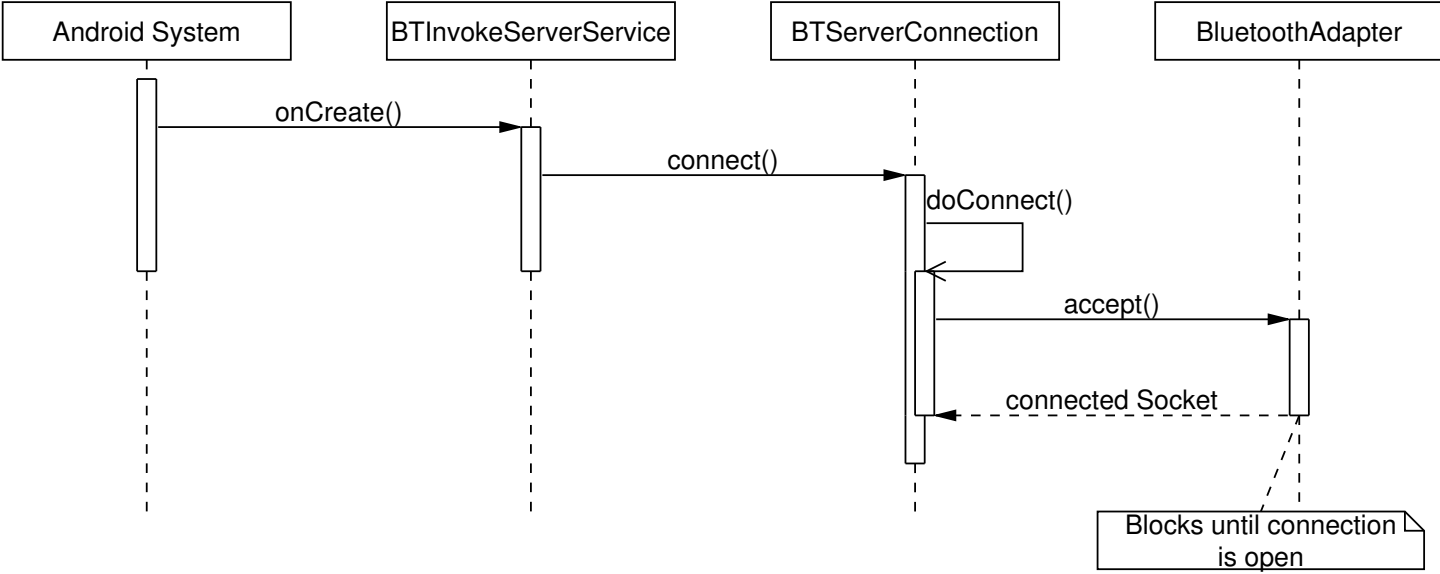 Android System
BTInvokeServerService
BTServerConnection
BluetoothAdapter
onCreate()
connect()
doConnect()
accept()
connected Socket
Blocks until connection
is open